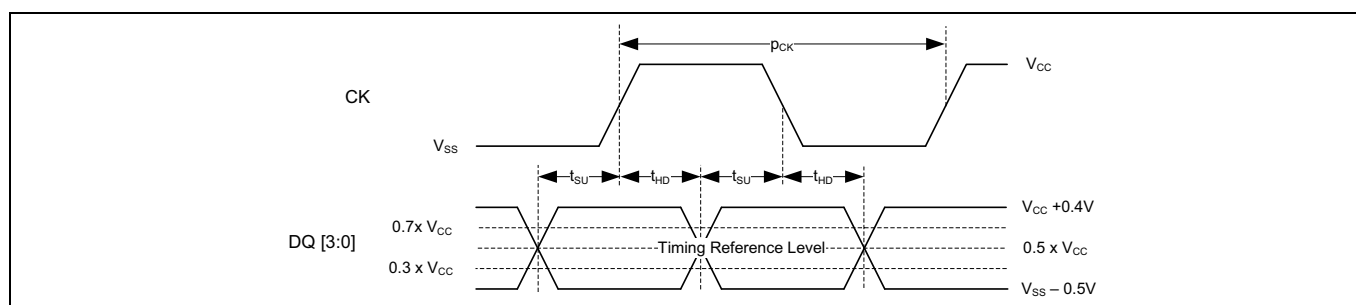 pCK
VCC
CK
VSS
tSU tHD tSU tHD
VCC +0.4V
0.7x VCC
DQ [3:0] Timing Reference Level 0.5 x VCC
0.3 x VCC
VSS – 0.5V